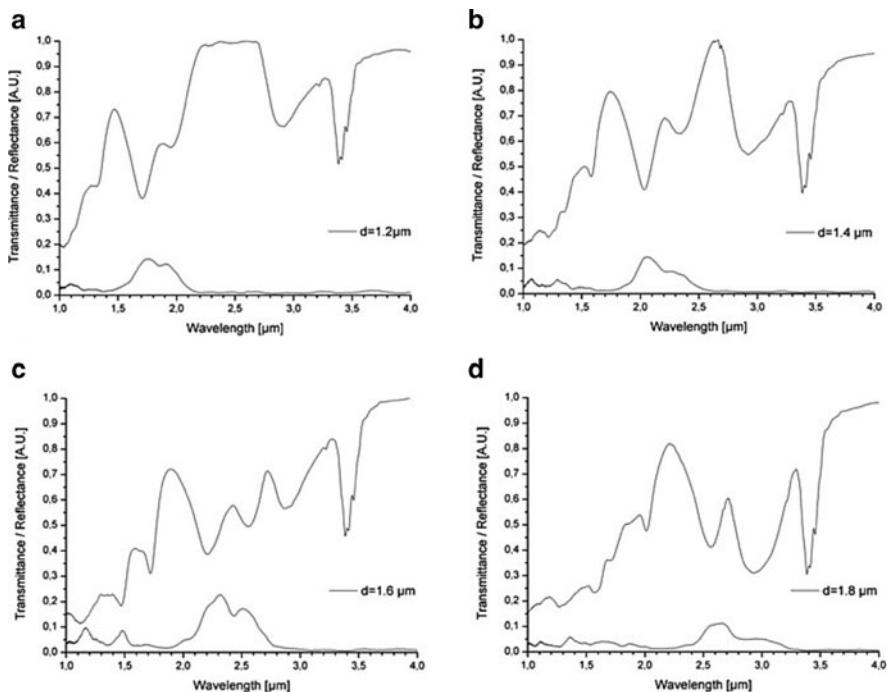 a
Transmittance / Reflectance [A.U.]
1,0
0,9
0,8
0,7
0,6
0,5
0,4
0,3
0,2
0,1
0,0
d=1.2µm
1,0 1,5 2,0 2,5 3,0 3,5 4,0
Wavelength [µm]
b
Transmittance / Reflectance [A.U.]
1,0
0,9
0,8
0,7
0,6
0,5
0,4
0,3
0,2
0,1
0,0
d=1.4 µm
1,0 1,5 2,0 2,5 3,0 3,5 4,0
Wavelength [µm]
c
Transmittance / Reflectance [A.U.]
1,0
0,9
0,8
0,7
0,6
0,5
0,4
0,3
0,2
0,1
0,0
d=1.6 µm
1,0 1,5 2,0 2,5 3,0 3,5 4,0
Wavelength [µm]
d
Transmittance / Reflectance [A.U.]
1,0
0,9
0,8
0,7
0,6
0,5
0,4
0,3
0,2
0,1
0,0
d=1.8 µm
1,0 1,5 2,0 2,5 3,0 3,5 4,0
Wavelength [µm]